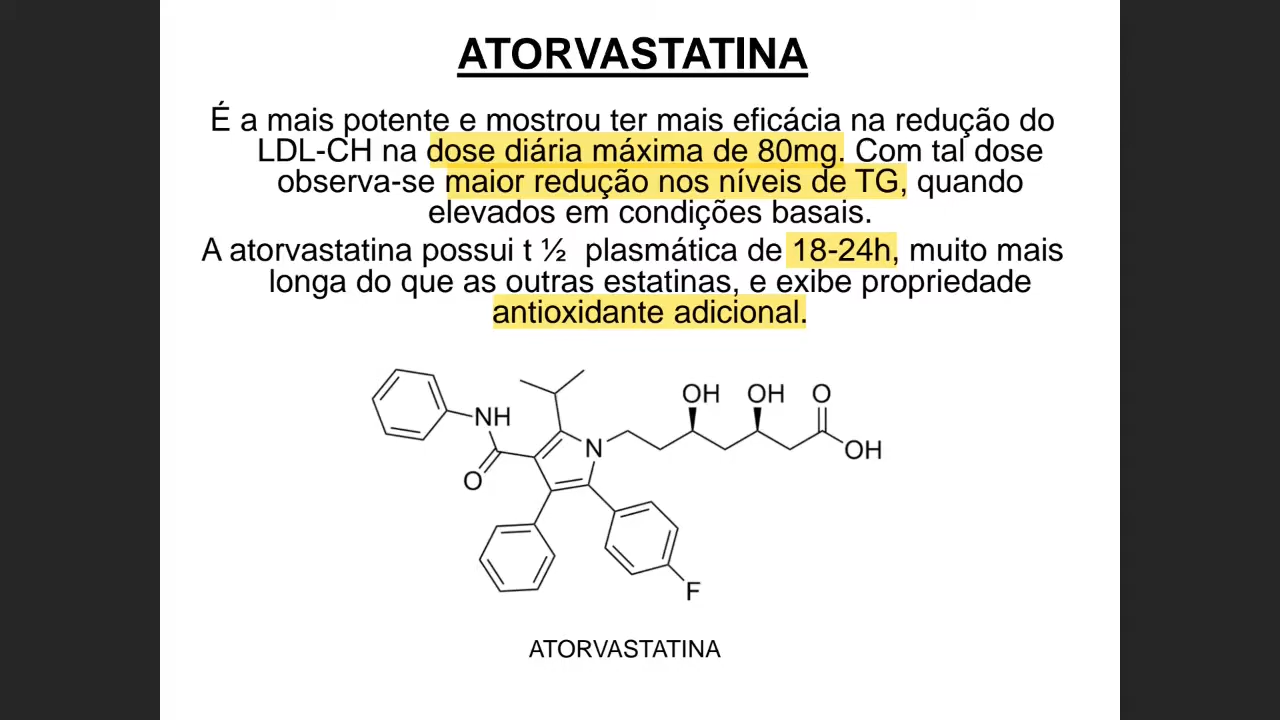 ATORVASTATINA
É a mais potente e mostrou ter mais eficácia na redução do
LDL-CH na dose diária máxima de 80mg. Com tal dose
observa-se maior redução nos níveis de TG, quando
elevados em condições basais.
A atorvastatina possui t ½ plasmática de 18-24h, muito mais
longa do que as outras estatinas, e exibe propriedade
antioxidante adicional.
OH OH O
NH
N
OH
O
F
ATORVASTATINA